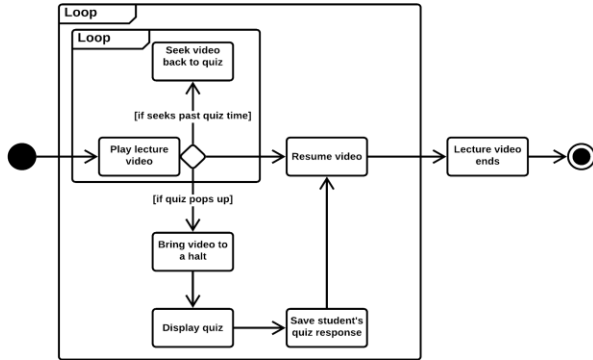 Loop
Loop
Seek video
back to quiz
[if seeks past quiz time]
Play lecture
video
Resume video
Lecture video
ends
[if quiz pops up]
Bring video to
a halt
Display quiz
Save student's
quiz response